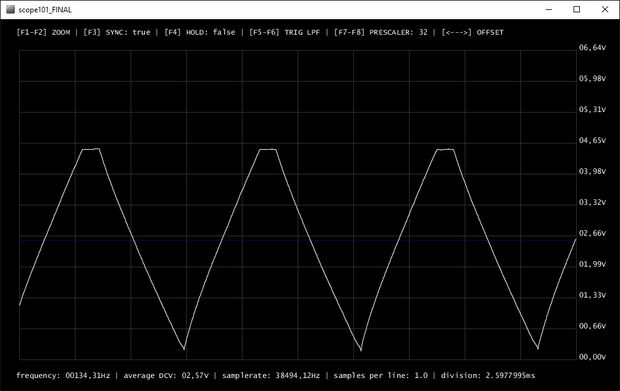 scope101_FINAL
[F1-F2] ZOOM | [F3] SYNC: true | [F4] HOLD: false | [F5-F6] TRIG LPF | [F7-F8] PRESCALER: 32 | [<--->] OFFSET
06,64v
05,98v
05,31v
04,65v
03,98v
03,32v
02,66v
01,99v
01,33v
00,66v
00,00v
frequency: 00134,31Hz | average DCV: 02,57V | samplerate: 38494,12Hz | samples per line: 1.0 | division: 2.5977995ms